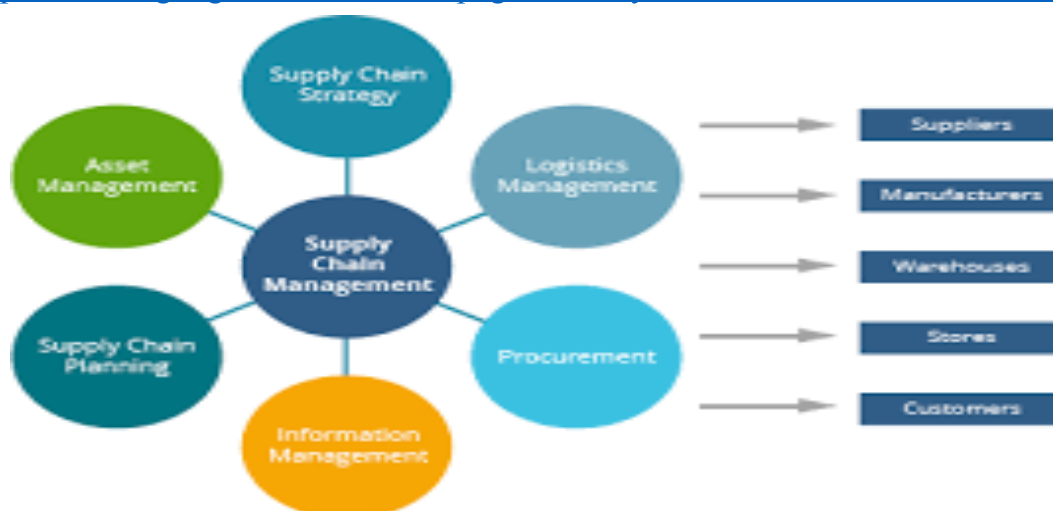 Supply Chain
Strategy
Asset
Management
Logistics
Management
Supply
Chain
Management
Supply Chain
Planning
Procurement
Information
Management
Suppliers
Manufacturers
Warehouses
Stores
Customers